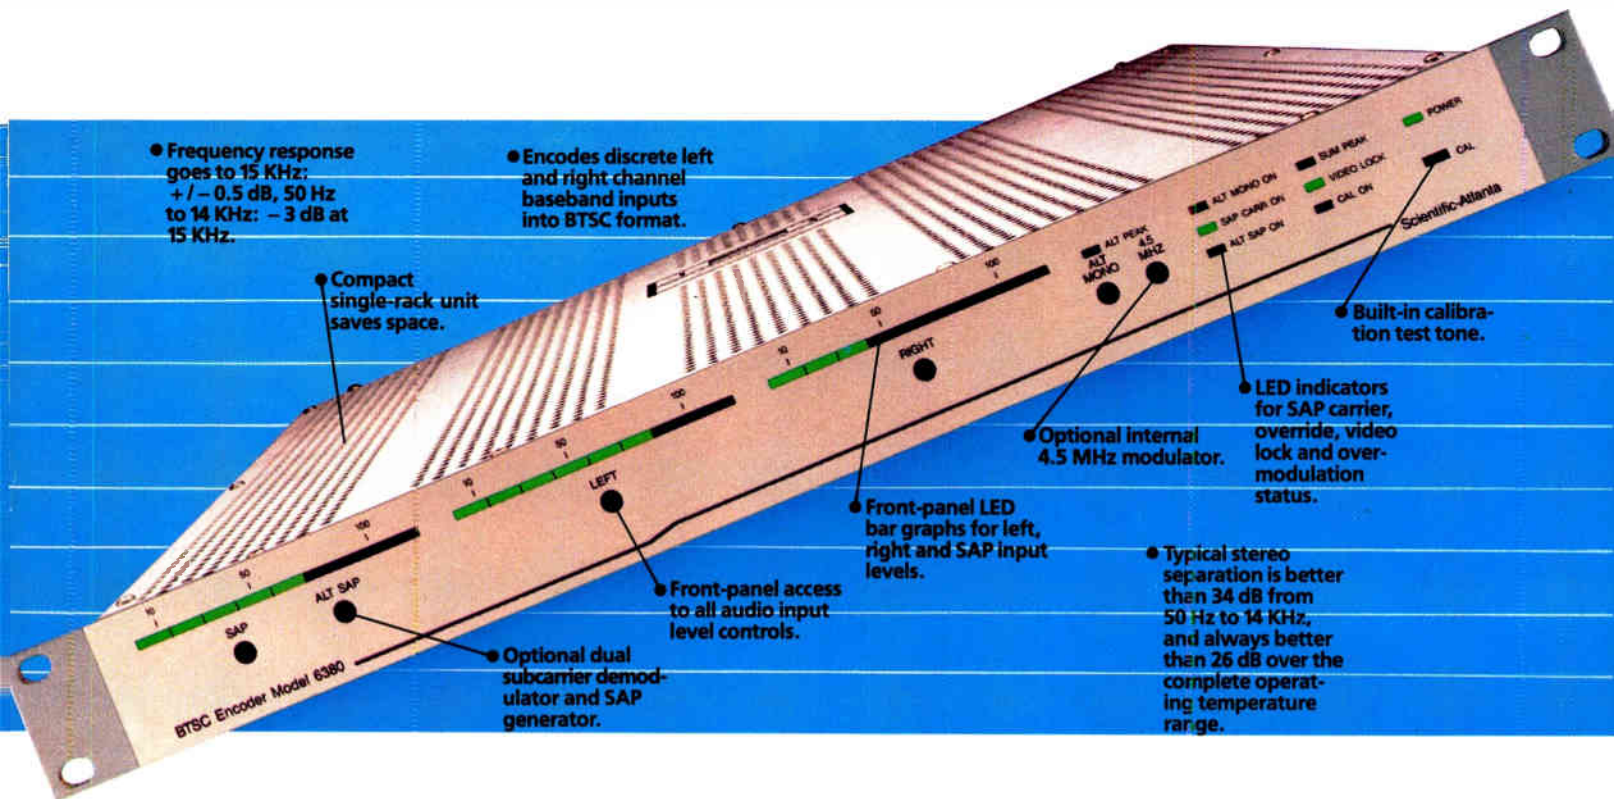 Frequency response
goes to 15 KHz:
+/− 0.5 dB, 50 Hz
to 14 KHz: − 3 dB at
15 KHz.
Encodes discrete left
and right channel
baseband inputs
into BTSC format.
Compact
single-rack unit
saves space.
POWER
SUM PEAK
CAL
VIDEO LOCK
ALT MONO ON
CAL ON
SAP CARR ON
ALT SAP ON
Scientific-Atlanta
ALT PEAK
4.5
MHZ
ALT
MONO
10
50
100
RIGHT
10
50
100
LEFT
10
50
100
ALT SAP
SAP
BTSC Encoder Model 6380
Built-in calibra-
tion test tone.
LED indicators
for SAP carrier,
override, video
lock and over-
modulation
status.
Optional internal
4.5 MHz modulator.
Front-panel LED
bar graphs for left,
right and SAP input
levels.
Front-panel access
to all audio input
level controls.
Optional dual
subcarrier demod-
ulator and SAP
generator.
Typical stereo
separation is better
than 34 dB from
50 Hz to 14 KHz,
and always better
than 26 dB over the
complete operat-
ing temperature
range.